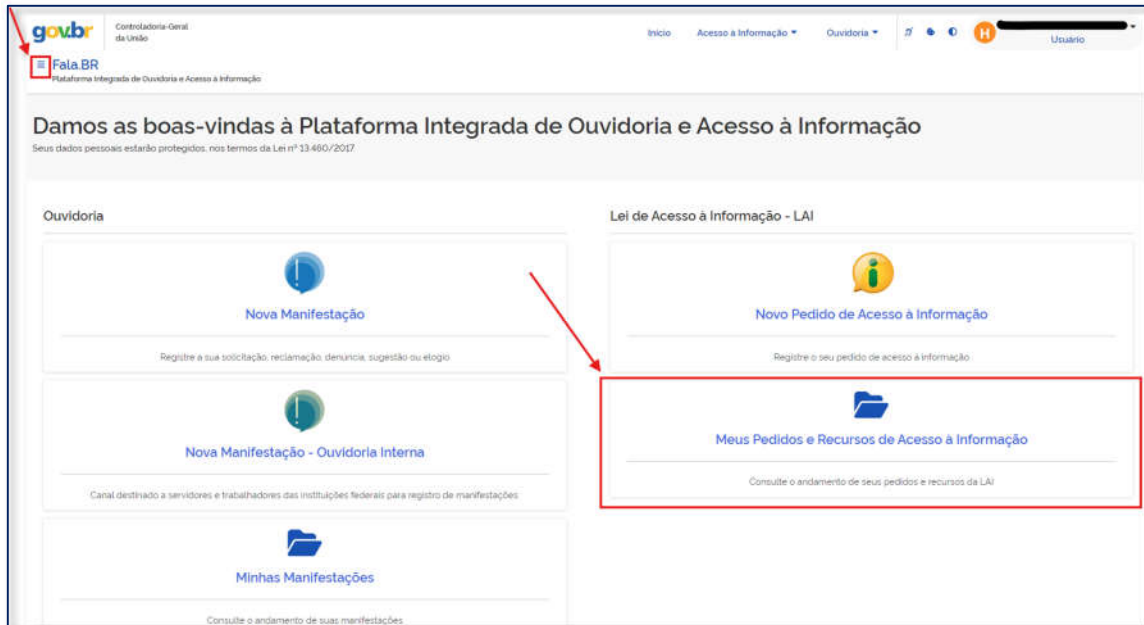 gov.br
Controladoria-Geral
da União
Início Acesso à Informação Ouvidoria
H
Usuário
Fala.BR
Plataforma Integrada de Ouvidoria e Acesso à Informação
Damos as boas-vindas à Plataforma Integrada de Ouvidoria e Acesso à Informação
Seus dados pessoais estarão protegidos, nos termos da Lei nº 13.460/2017
Ouvidoria
Nova Manifestação
Registre a sua solicitação, reclamação, denúncia, sugestão ou elogio
Nova Manifestação - Ouvidoria Interna
Canal destinado a servidores e trabalhadores das instituições federais para registro de manifestações
Minhas Manifestações
Consulte o andamento de suas manifestações
Lei de Acesso à Informação - LAI
Novo Pedido de Acesso à Informação
Registre o seu pedido de acesso à informação
Meus Pedidos e Recursos de Acesso à Informação
Consulte o andamento de seus pedidos e recursos da LAI